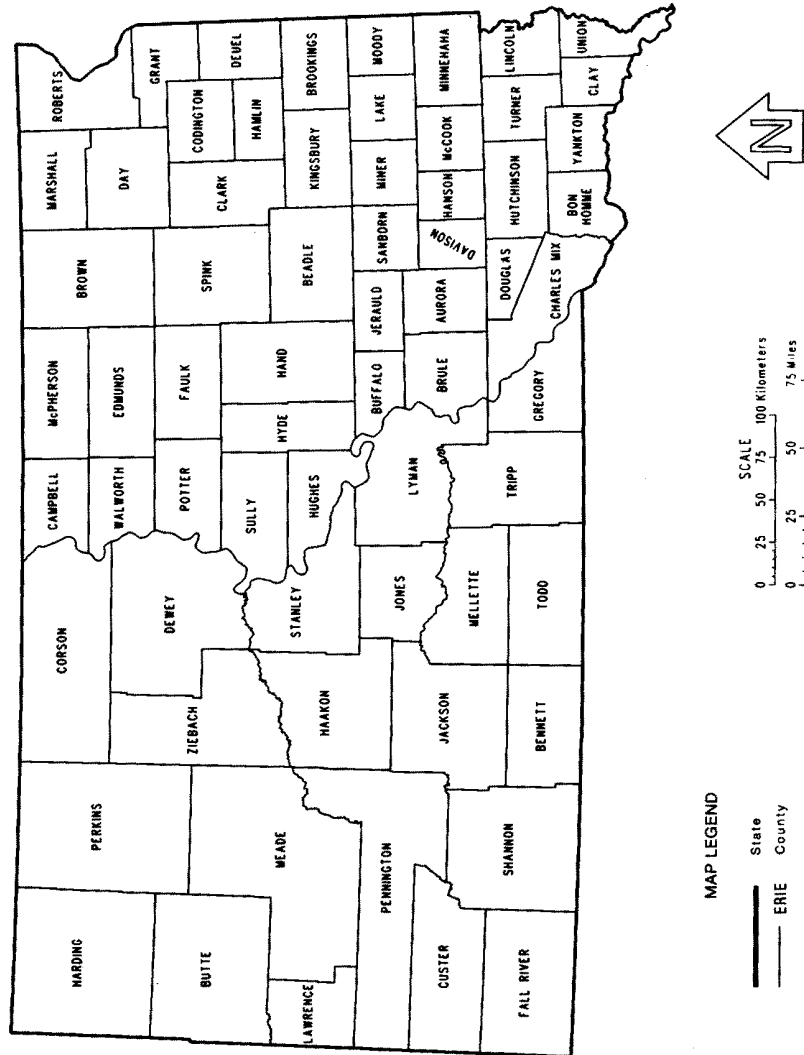 HARDING
PERKINS
CORSON
CAMPBELL
McPHERSON
BROWN
MARSHALL
ROBERTS
WALWORTH
EDMUNDS
DAY
GRANT
BUTTE
MEADE
ZIEBACH
DEWEY
POTTER
FAULK
SPINK
CLARK
CODINGTON
DEUEL
HAMLIN
LAWRENCE
SULLY
HYDE
HAND
BEADLE
KINGSBURY
BROOKINGS
HAAKON
STANLEY
HUGHES
PENNINGTON
JACKSON
JONES
LYMAN
BUFFALO
JERAULD
SANBORN
MINER
LAKE
MOODY
BRULE
AURORA
DAVISON
HANSON
McCOOK
MINNEHAHA
CUSTER
SHANNON
MELLETTE
TRIPP
GREGORY
DOUGLAS
CHARLES MIX
HUTCHINSON
TURNER
LINCOLN
FALL RIVER
BENNETT
TODD
BON
HOMME
YANKTON
CLAY
UNION
MAP LEGEND
State
ERIE County
SCALE
0 25 50 75 100 Kilometers
0 25 50 75 Miles
N